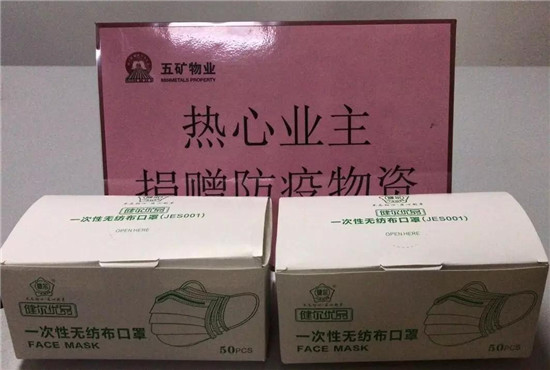 五矿物业
MINMETALS PROPERTY
热心业主
捐赠防疫物资
健尔优品
一次性无纺布口罩(JES001)
OPEN HERE
健尔优品
一次性无纺布口罩
FACE MASK
50PCS
健尔优品
一次性无纺布口罩(JES001)
OPEN HERE
健尔优品
一次性无纺布口罩
FACE MASK
50PCS